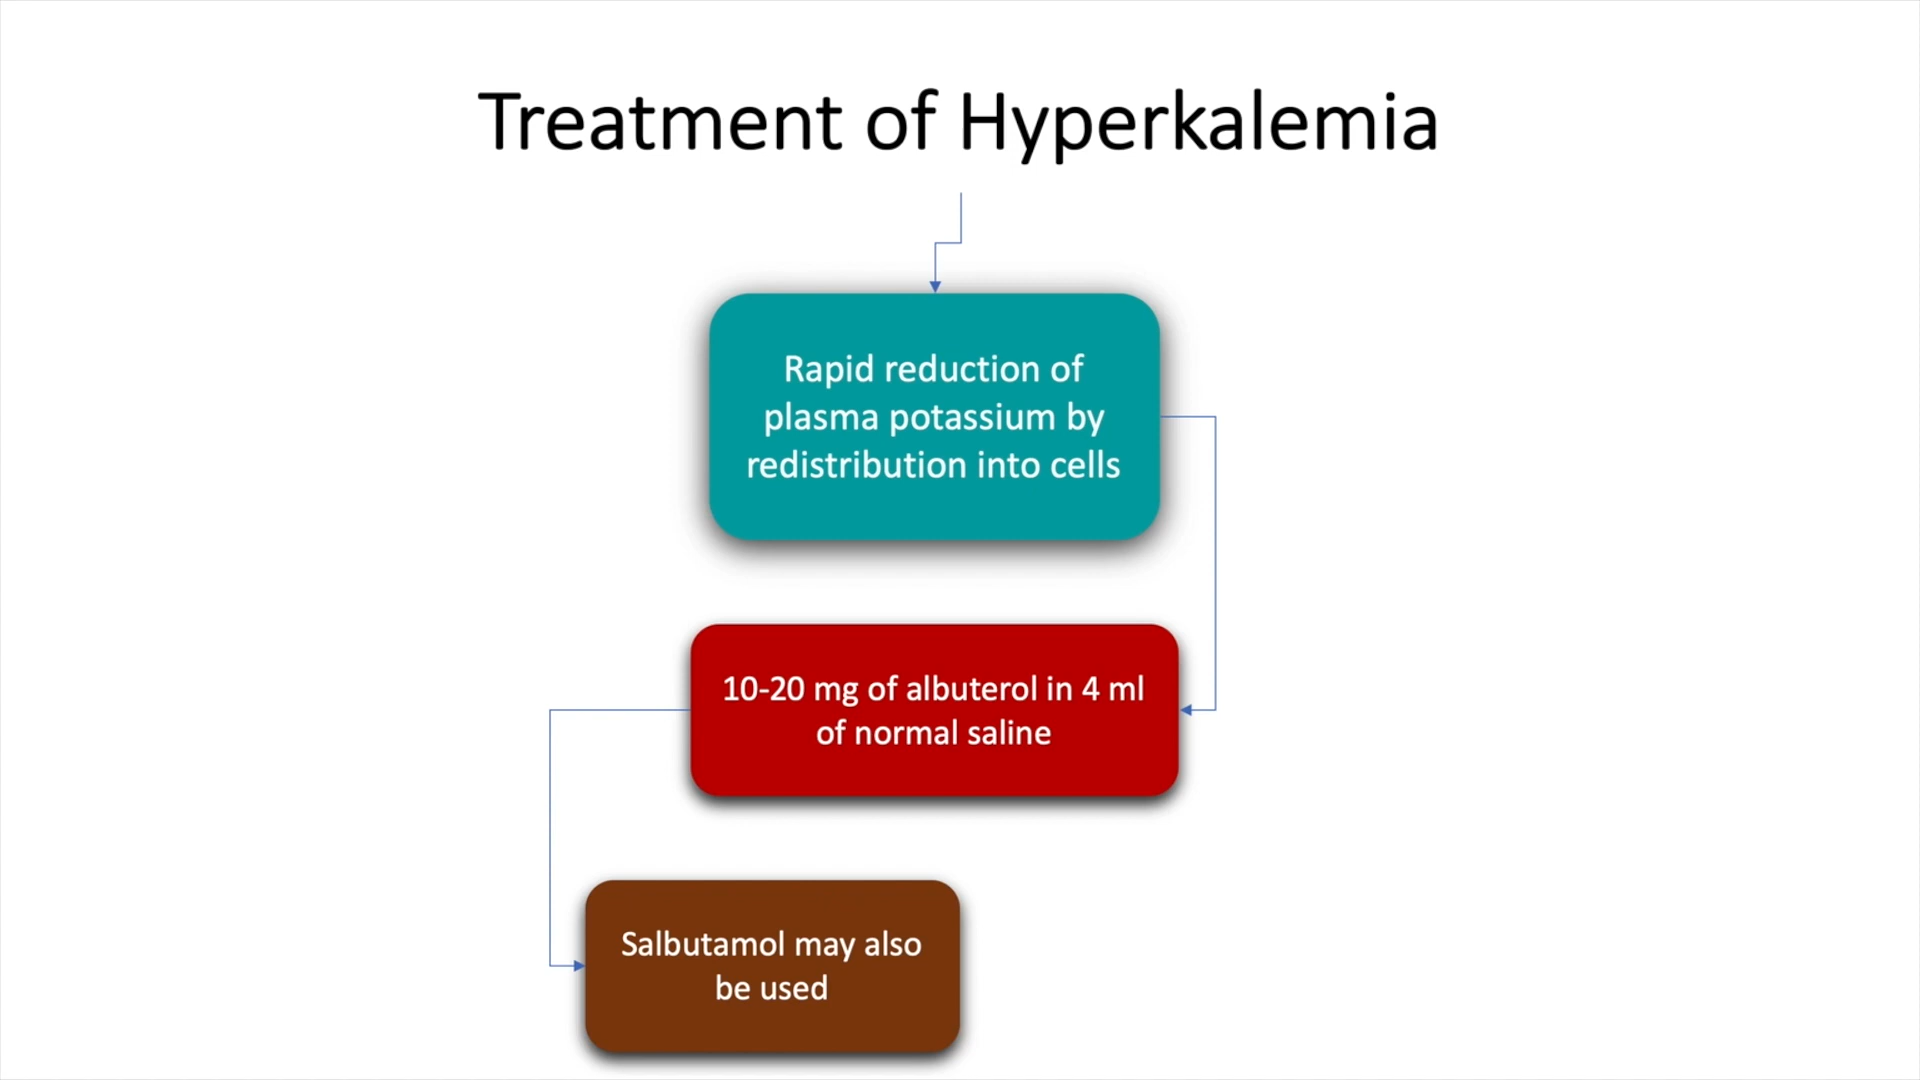 Treatment of Hyperkalemia
Rapid reduction of
plasma potassium by
redistribution into cells
10-20 mg of albuterol in 4 ml
of normal saline
Salbutamol may also
be used